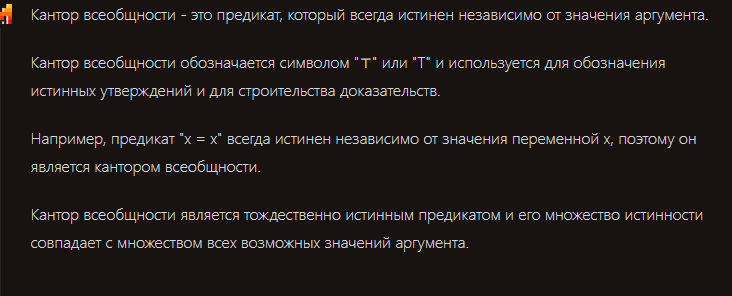 Кантор всеобщности - это предикат, который всегда истинен независимо от значения аргумента.
Кантор всеобщности обозначается символом "⊤" или "T" и используется для обозначения
истинных утверждений и для строительства доказательств.
Например, предикат "x = x" всегда истинен независимо от значения переменной x, поэтому он
является кантором всеобщности.
Кантор всеобщности является тождественно истинным предикатом и его множество истинности
совпадает с множеством всех возможных значений аргумента.